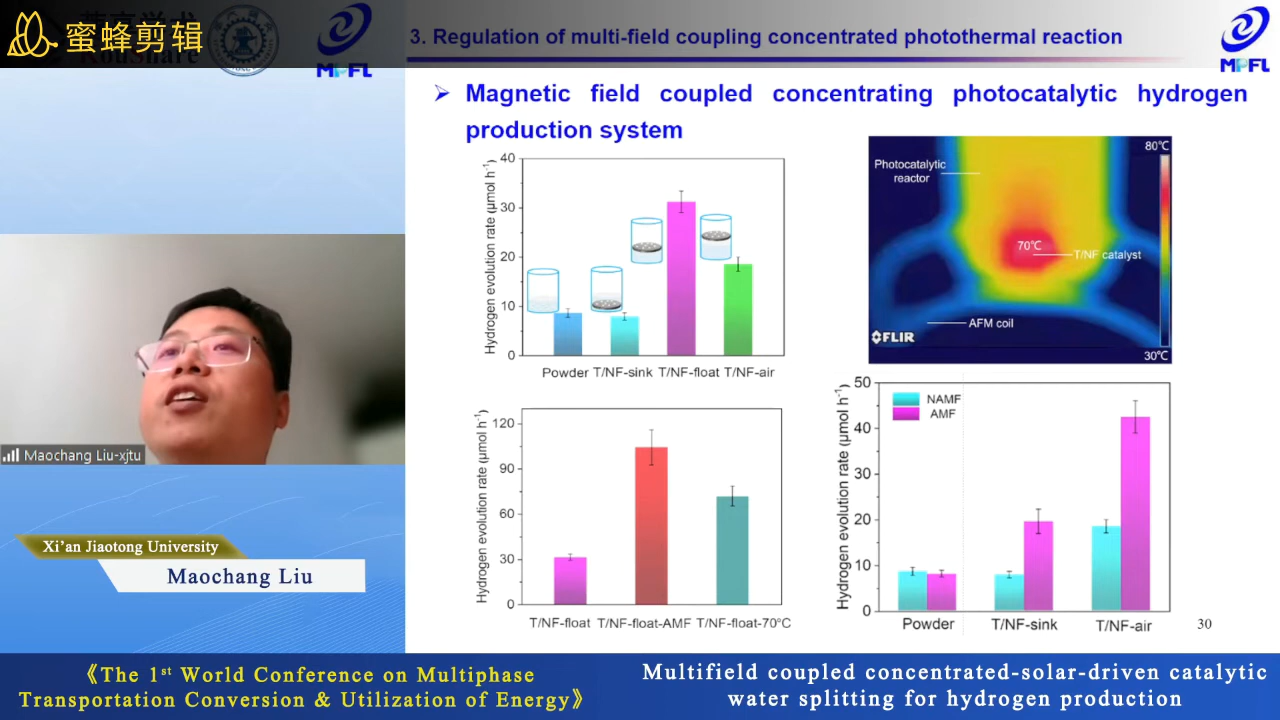 蜜蜂剪辑
KouShare
MPFL
3. Regulation of multi-field coupling concentrated photothermal reaction
MPFL
➢ Magnetic field coupled concentrating photocatalytic hydrogen
production system
Hydrogen evolution rate (μmol h⁻¹)
40
30
20
10
0
Powder T/NF-sink T/NF-float T/NF-air
80℃
Photocatalytic
reactor
70℃
T/NF catalyst
AFM coil
FLIR
30℃
Hydrogen evolution rate (μmol h⁻¹)
120
90
60
30
0
T/NF-float T/NF-float-AMF T/NF-float-70℃
Hydrogen evolution rate (μmol h⁻¹)
50
40
30
20
10
0
NAMF
AMF
Powder T/NF-sink T/NF-air
30
Maochang Liu-xjtu
Xi'an Jiaotong University
Maochang Liu
《The 1st World Conference on Multiphase
Transportation Conversion & Utilization of Energy》
Multifield coupled concentrated-solar-driven catalytic
water splitting for hydrogen production